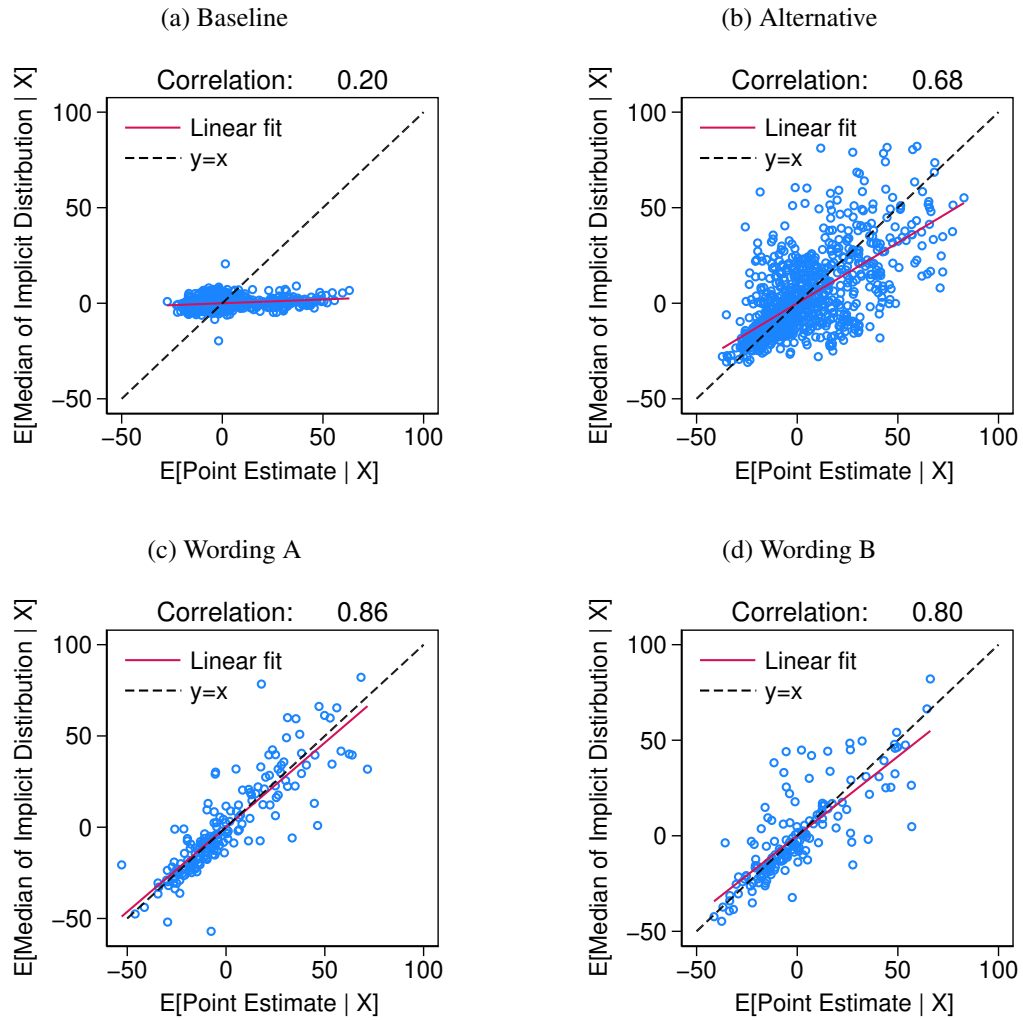 (a) Baseline
Correlation: 0.20
E[Median of Implicit Distirbution | X]
100
50
0
−50
Linear fit
y=x
−50 0 50 100
E[Point Estimate | X]
(b) Alternative
Correlation: 0.68
E[Median of Implicit Distirbution | X]
100
50
0
−50
Linear fit
y=x
−50 0 50 100
E[Point Estimate | X]
(c) Wording A
Correlation: 0.86
E[Median of Implicit Distirbution | X]
100
50
0
−50
Linear fit
y=x
−50 0 50 100
E[Point Estimate | X]
(d) Wording B
Correlation: 0.80
E[Median of Implicit Distirbution | X]
100
50
0
−50
Linear fit
y=x
−50 0 50 100
E[Point Estimate | X]